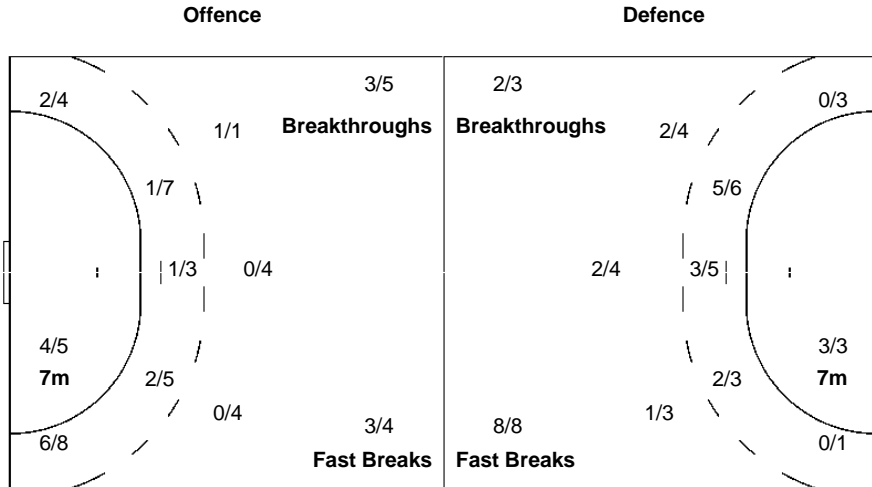 Offence
Defence
3/5
2/3
2/4
0/3
1/1
Breakthroughs
Breakthroughs
2/4
1/7
5/6
1/3
0/4
2/4
3/5
4/5
3/3
7m
2/5
2/3
7m
0/4
1/3
3/4
8/8
6/8
0/1
Fast Breaks
Fast Breaks